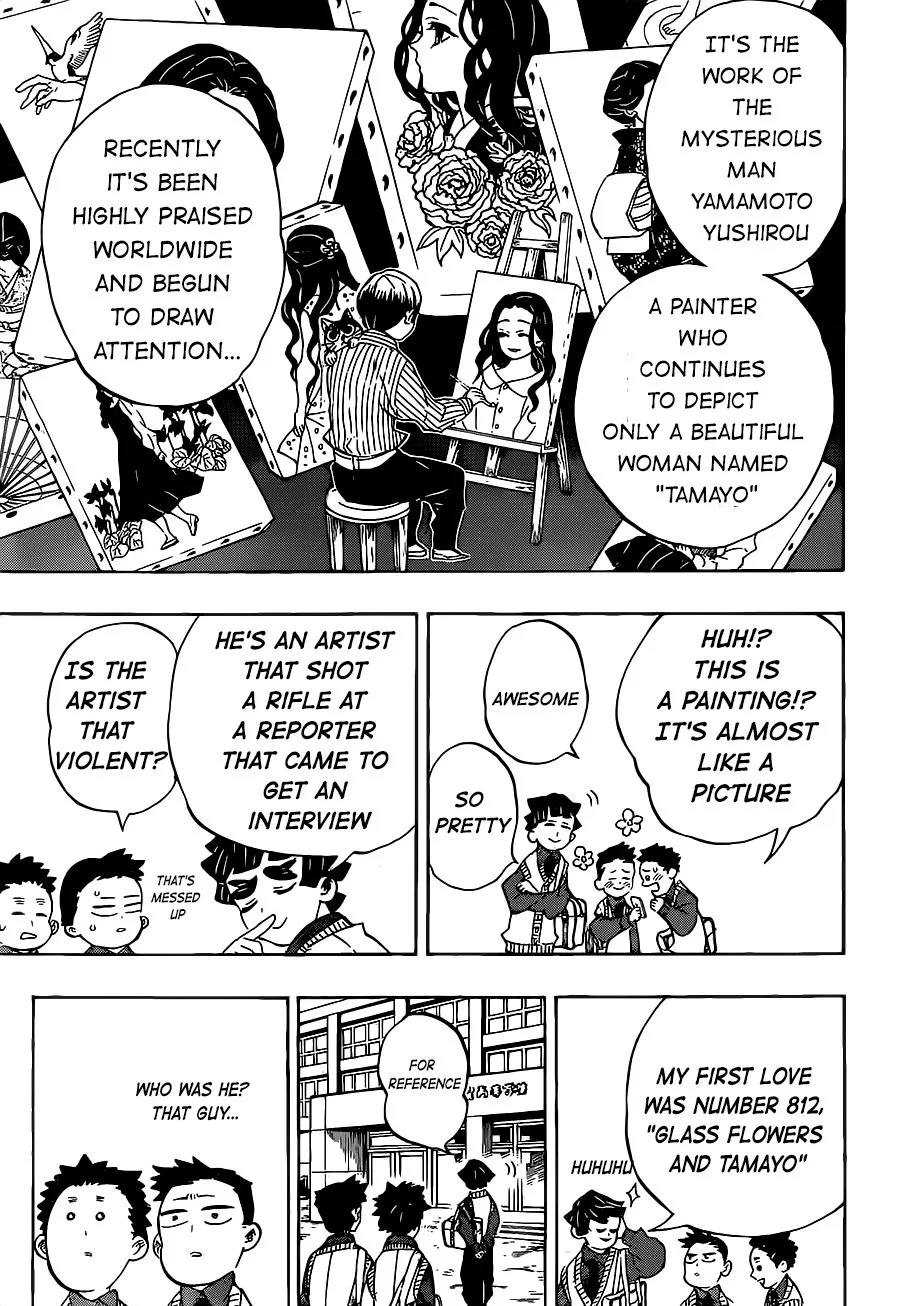 IT'S THE
WORK OF
THE
MYSTERIOUS
MAN
YAMAMOTO
YUSHIROU
A PAINTER
WHO
CONTINUES
TO DEPICT
ONLY A BEAUTIFUL
WOMAN NAMED
"TAMAYO"
RECENTLY
IT'S BEEN
HIGHLY PRAISED
WORLDWIDE
AND BEGUN
TO DRAW
ATTENTION...
HUH!?
THIS IS
A PAINTING!?
IT'S ALMOST
LIKE A
PICTURE
AWESOME
SO
PRETTY
HE'S AN ARTIST
THAT SHOT
A RIFLE AT
A REPORTER
THAT CAME TO
GET AN
INTERVIEW
IS THE
ARTIST
THAT
VIOLENT?
THAT'S
MESSED
UP
MY FIRST LOVE
WAS NUMBER 812,
"GLASS FLOWERS
AND TAMAYO"
HUHUHU
FOR
REFERENCE
WHO WAS HE?
THAT GUY...